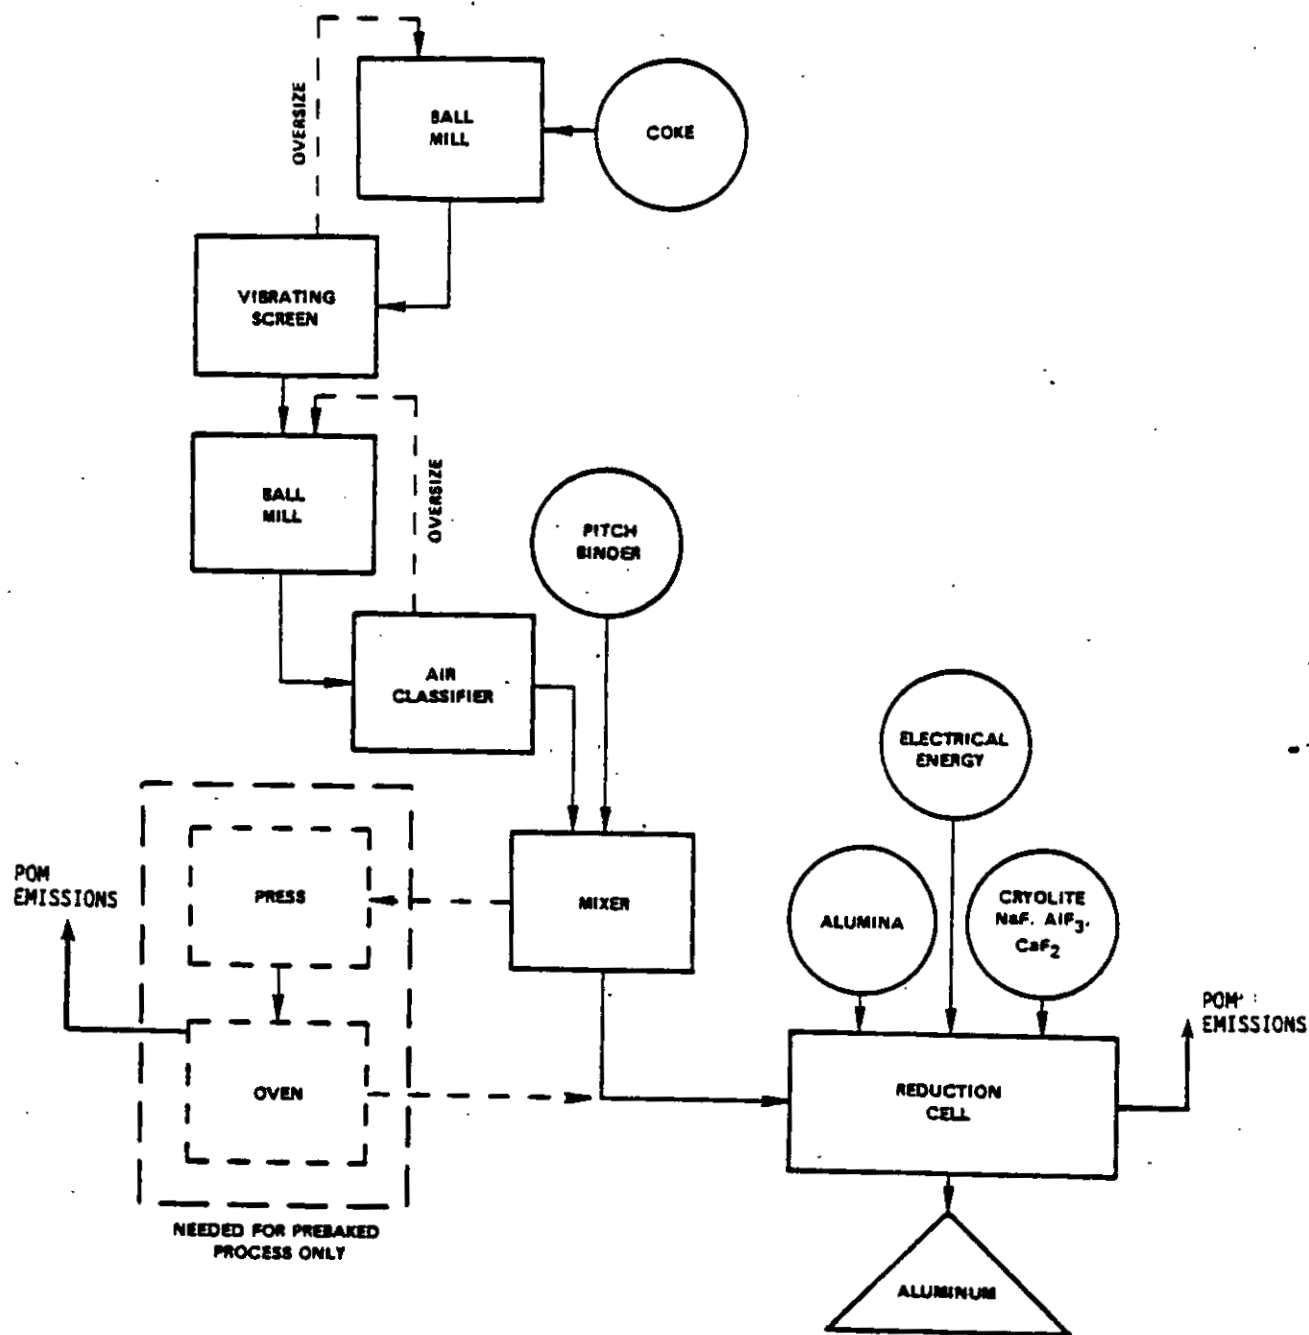 OVERSIZE
BALL
MILL
COKE
VIBRATING
SCREEN
BALL
MILL
OVERSIZE
PITCH
BINDER
AIR
CLASSIFIER
ELECTRICAL
ENERGY
POM
EMISSIONS
PRESS
MIXER
ALUMINA
CRYOLITE
NaF, AlF₃,
CaF₂
POM
EMISSIONS
OVEN
REDUCTION
CELL
NEEDED FOR PREBAKED
PROCESS ONLY
ALUMINUM